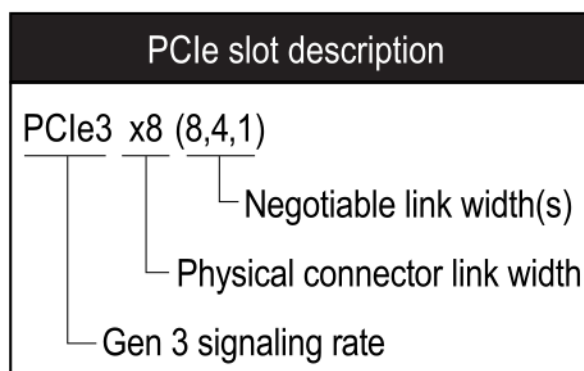 PCIe slot description
PCIe3 x8 (8,4,1)
Negotiable link width(s)
Physical connector link width
Gen 3 signaling rate